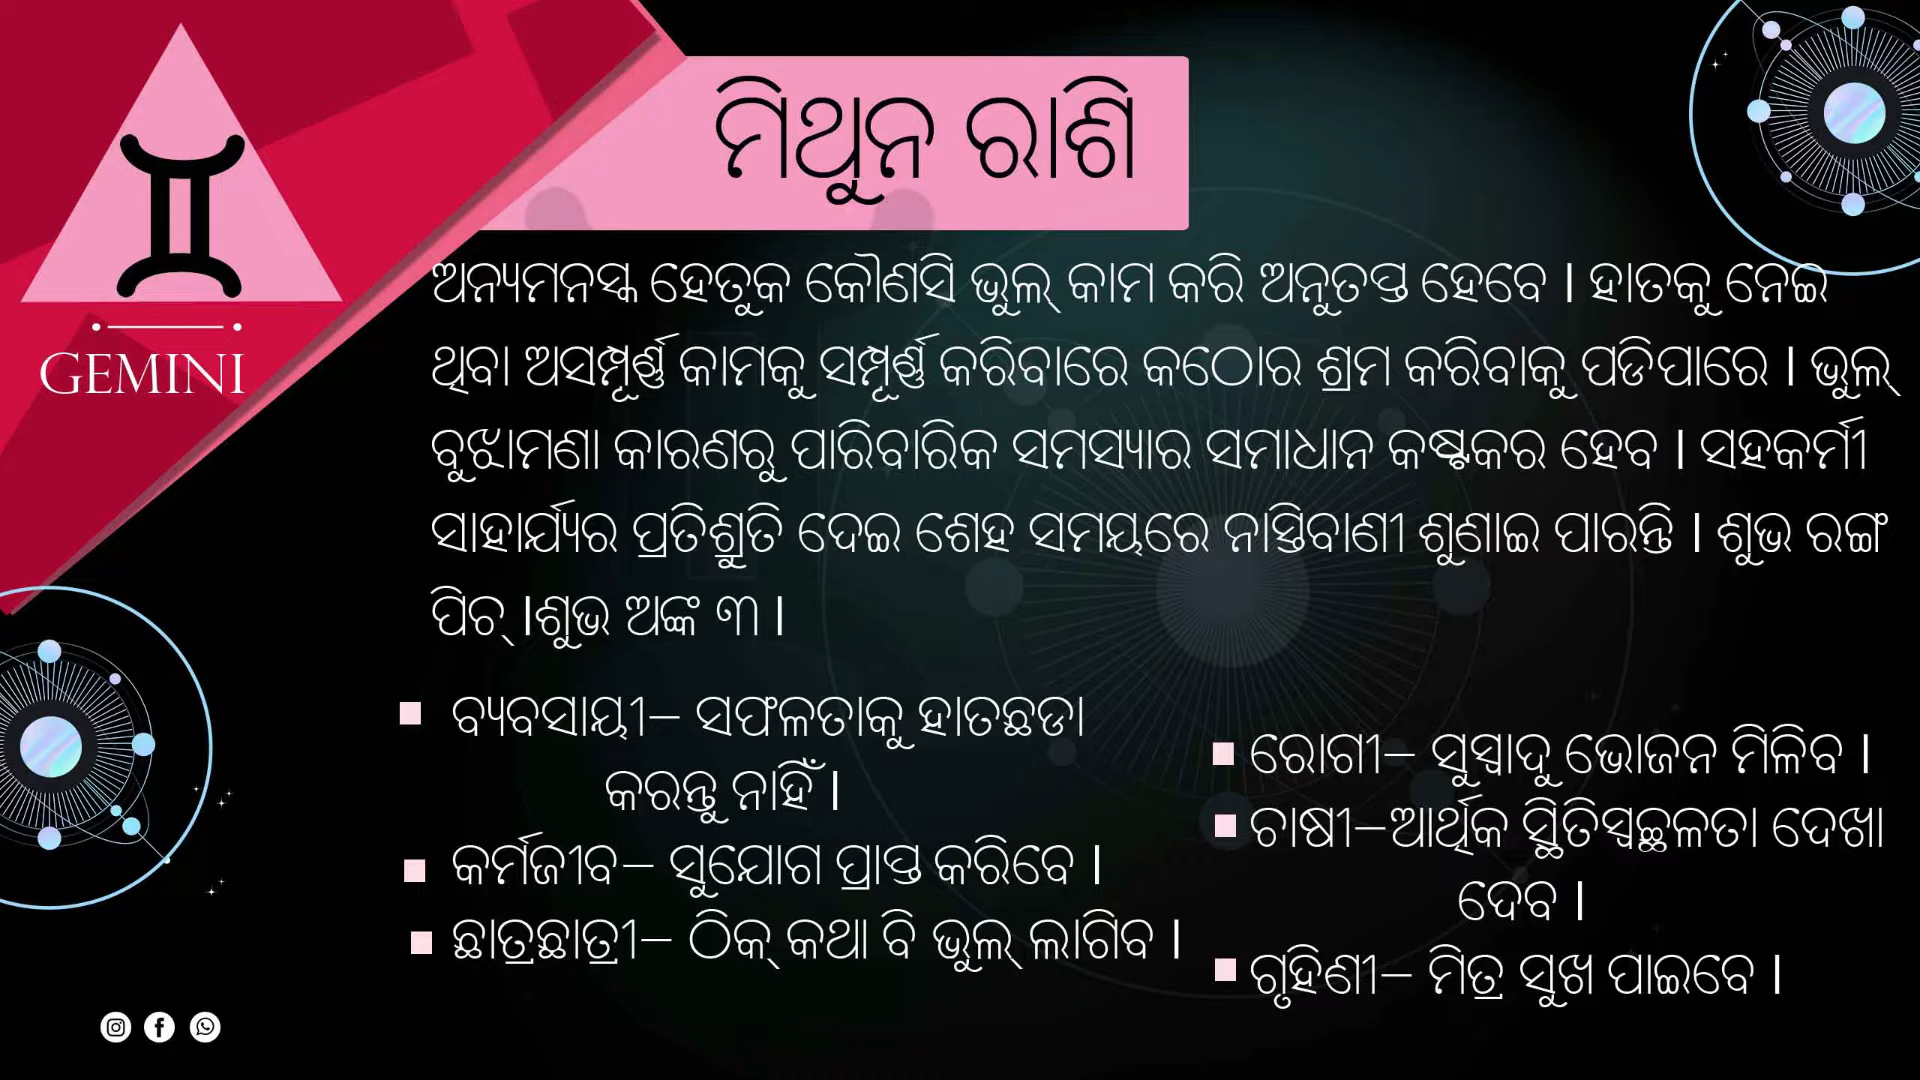 ମିଥୁନ ରାଶି
GEMINI
ଅନ୍ୟମନସ୍କ ହେତୁକ କୌଣସି ଭୁଲ୍ କାମ କରି ଅନୁତପ୍ତ ହେବେ । ହାତକୁ ନେଇ
ଥିବା ଅସମ୍ପୂର୍ଣ୍ଣ କାମକୁ ସମ୍ପୂର୍ଣ୍ଣ କରିବାରେ କଠୋର ଶ୍ରମ କରିବାକୁ ପଡିପାରେ । ଭୁଲ୍
ବୁଝାମଣା କାରଣରୁ ପାରିବାରିକ ସମସ୍ୟାର ସମାଧାନ କଷ୍ଟକର ହେବ । ସହକର୍ମୀ
ସାହାର୍ଯ୍ୟର ପ୍ରତିଶ୍ରୁତି ଦେଇ ଶେହ ସମୟରେ ନାସ୍ତିବାଣୀ ଶୁଣାଇ ପାରନ୍ତି । ଶୁଭ ରଙ୍ଗ
ପିଚ୍ ।ଶୁଭ ଅଙ୍କ ୩ ।
ବ୍ୟବସାୟୀ– ସଫଳତାକୁ ହାତଛଡା
କରନ୍ତୁ ନାହିଁ ।
କର୍ମଜୀବ– ସୁଯୋଗ ପ୍ରାପ୍ତ କରିବେ ।
ଛାତ୍ରଛାତ୍ରୀ– ଠିକ୍ କଥା ବି ଭୁଲ୍ ଲାଗିବ ।
ରୋଗୀ– ସୁସ୍ୱାଦୁ ଭୋଜନ ମିଳିବ ।
ଚାଷୀ–ଆର୍ଥିକ ସ୍ଥିତିସ୍ୱଚ୍ଛଳତା ଦେଖା
ଦେବ ।
ଗୃହିଣୀ– ମିତ୍ର ସୁଖ ପାଇବେ ।